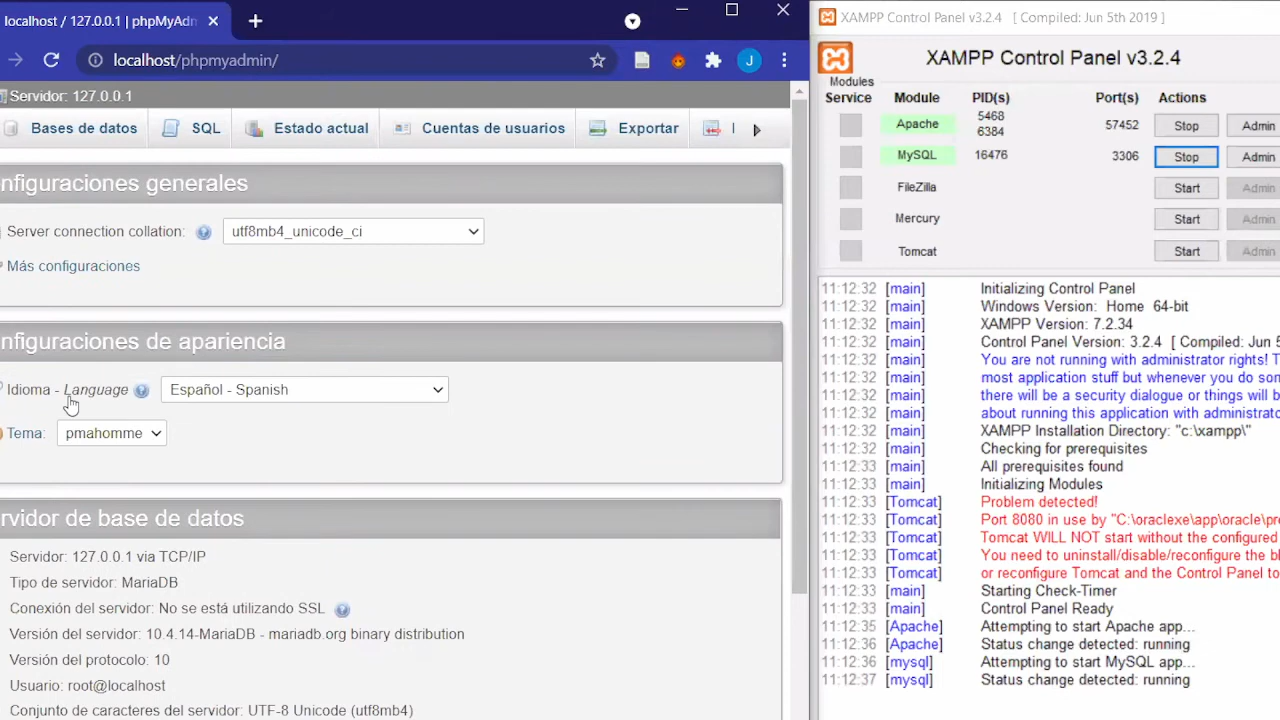 localhost / 127.0.0.1 | phpMyAdm
localhost/phpmyadmin/
J
Servidor: 127.0.0.1
Bases de datos
SQL
Estado actual
Cuentas de usuarios
Exportar
nfiguraciones generales
Server connection collation:
utf8mb4_unicode_ci
Más configuraciones
nfiguraciones de apariencia
Idioma - Language
Español - Spanish
Tema:
pmahomme
rvidor de base de datos
Servidor: 127.0.0.1 via TCP/IP
Tipo de servidor: MariaDB
Conexión del servidor: No se está utilizando SSL
Versión del servidor: 10.4.14-MariaDB - mariadb.org binary distribution
Versión del protocolo: 10
Usuario: root@localhost
Conjunto de caracteres del servidor: UTF-8 Unicode (utf8mb4)
XAMPP Control Panel v3.2.4 [ Compiled: Jun 5th 2019 ]
XAMPP Control Panel v3.2.4
Modules
Service Module PID(s) Port(s) Actions
Apache 5468 6384 57452 Stop Admin
MySQL 16476 3306 Stop Admin
FileZilla Start Admin
Mercury Start Admin
Tomcat Start Admin
11:12:32 [main] Initializing Control Panel
11:12:32 [main] Windows Version: Home 64-bit
11:12:32 [main] XAMPP Version: 7.2.34
11:12:32 [main] Control Panel Version: 3.2.4 [ Compiled: Jun 5
11:12:32 [main] You are not running with administrator rights! T
11:12:32 [main] most application stuff but whenever you do som
11:12:32 [main] there will be a security dialogue or things will b
11:12:32 [main] about running this application with administrato
11:12:32 [main] XAMPP Installation Directory: "c:\xampp\"
11:12:32 [main] Checking for prerequisites
11:12:33 [main] All prerequisites found
11:12:33 [main] Initializing Modules
11:12:33 [Tomcat] Problem detected!
11:12:33 [Tomcat] Port 8080 in use by "C:\oraclexe\app\oracle\pr
11:12:33 [Tomcat] Tomcat WILL NOT start without the configured
11:12:33 [Tomcat] You need to uninstall/disable/reconfigure the bl
11:12:33 [Tomcat] or reconfigure Tomcat and the Control Panel to
11:12:33 [main] Starting Check-Timer
11:12:33 [main] Control Panel Ready
11:12:35 [Apache] Attempting to start Apache app...
11:12:36 [Apache] Status change detected: running
11:12:36 [mysql] Attempting to start MySQL app...
11:12:37 [mysql] Status change detected: running